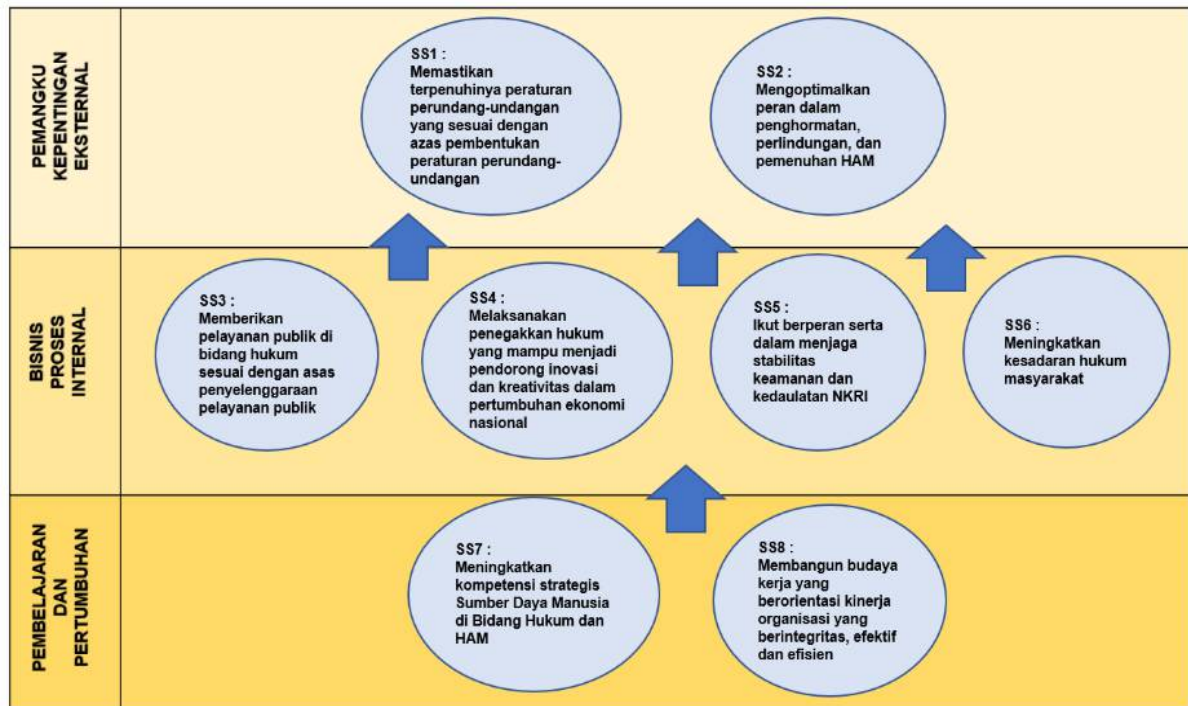 PEMANGKU
KEPENTINGAN
EKSTERNAL
SS1 :
Memastikan
terpenuhinya peraturan
perundang-undangan
yang sesuai dengan
azas pembentukan
peraturan perundang-
undangan
SS2 :
Mengoptimalkan
peran dalam
penghormatan,
perlindungan, dan
pemenuhan HAM
BISNIS
PROSES
INTERNAL
SS3 :
Memberikan
pelayanan publik di
bidang hukum
sesuai dengan asas
penyelenggaraan
pelayanan publik
SS4 :
Melaksanakan
penegakkan hukum
yang mampu menjadi
pendorong inovasi
dan kreativitas dalam
pertumbuhan ekonomi
nasional
SS5 :
Ikut berperan serta
dalam menjaga
stabilitas
keamanan dan
kedaulatan NKRI
SS6 :
Meningkatkan
kesadaran hukum
masyarakat
PEMBELAJARAN
DAN
PERTUMBUHAN
SS7 :
Meningkatkan
kompetensi strategis
Sumber Daya Manusia
di Bidang Hukum dan
HAM
SS8 :
Membangun budaya
kerja yang
berorientasi kinerja
organisasi yang
berintegritas, efektif
dan efisien